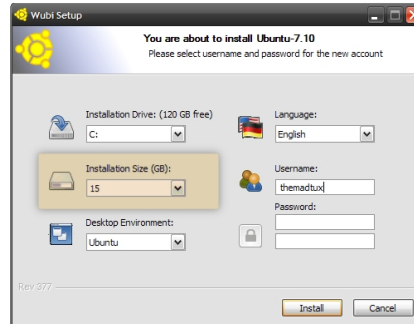 Wubi Setup
You are about to install Ubuntu-7.10
Please select username and password for the new account
Installation Drive: (120 GB free)
C:
Language:
English
Installation Size (GB):
15
Username:
themadtux
Password:
Desktop Environment:
Ubuntu
Rev 377
Install
Cancel